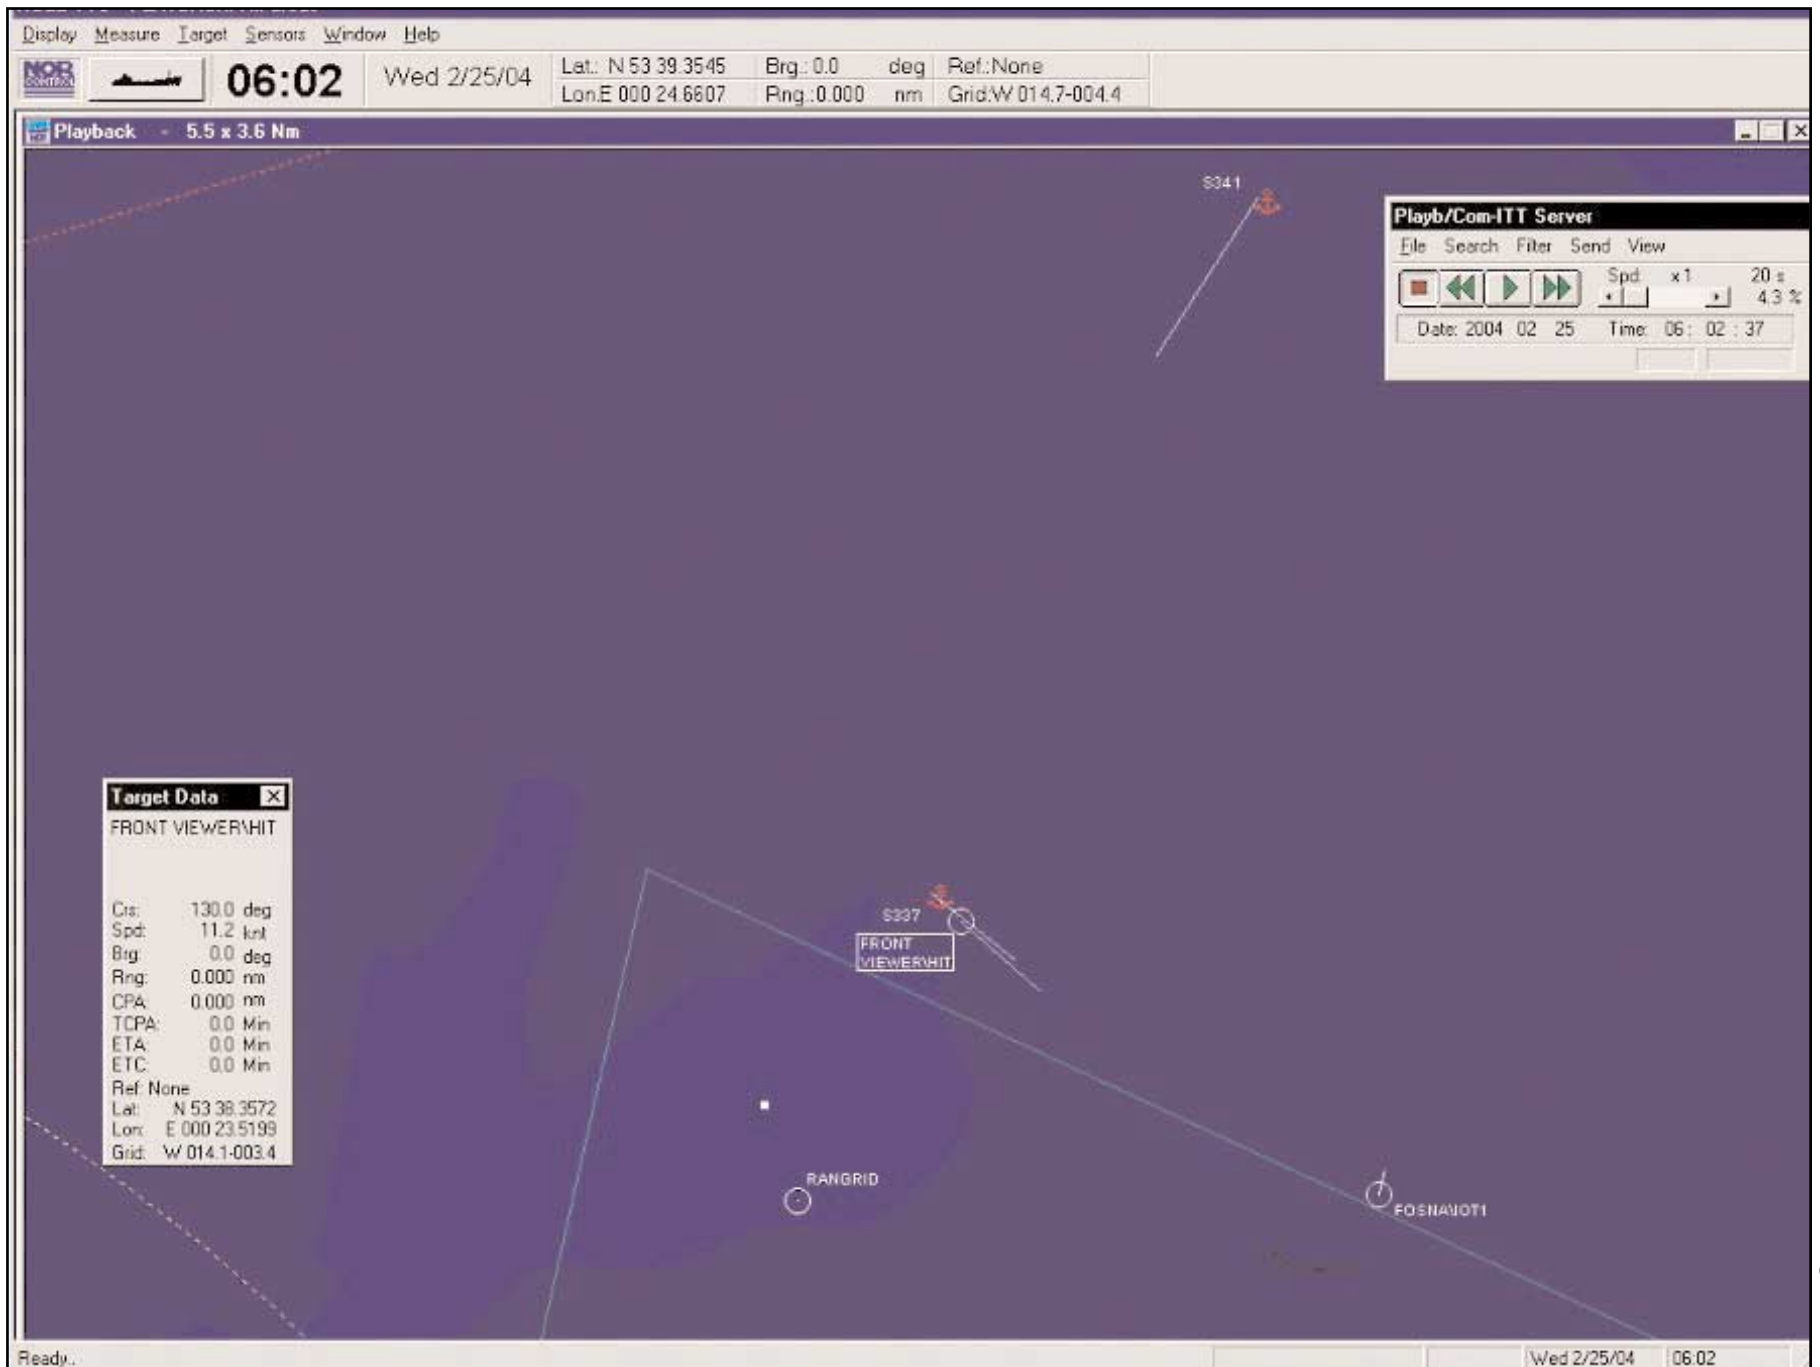 Display Measure Target Sensors Window Help
NOR CONTROL
06:02
Wed 2/25/04
Lat.: N 53 39.3545 Brg.: 0.0 deg Ref.:None
Lon:E 000 24.6607 Rng.:0.000 nm Grid:W 014.7-004.4
Playback - 5.5 x 3.6 Nm
S341
Playb/Com-ITT Server
File Search Filter Send View
Spd: x1 20 s
4.3 %
Date: 2004 02 25 Time: 06: 02 : 37
Target Data
FRONT VIEWER\HIT
Crs: 130.0 deg
Spd: 11.2 knt
Brg: 0.0 deg
Rng: 0.000 nm
CPA: 0.000 nm
TCPA: 0.0 Min
ETA: 0.0 Min
ETC: 0.0 Min
Ref: None
Lat: N 53 38.3572
Lon: E 000 23.5199
Grid: W 014.1-003.4
S337
FRONT
VIEWER\HIT
RANGRID
FOSNA\IOT1
Ready..
Wed 2/25/04 06:02